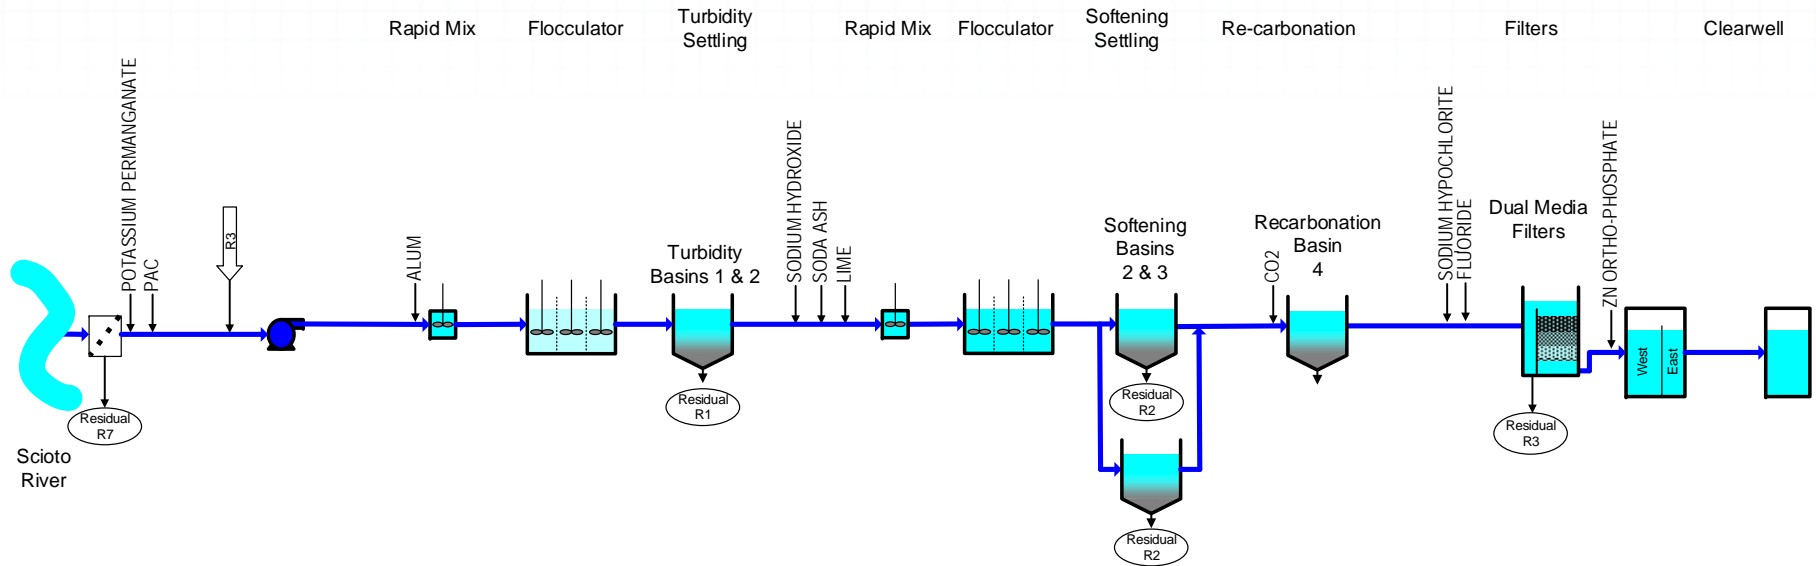 Rapid Mix
Flocculator
Turbidity
Settling
Rapid Mix
Flocculator
Softening
Settling
Re-carbonation
Filters
Clearwell
POTASSIUM PERMANGANATE
PAC
R3
ALUM
Turbidity
Basins 1 & 2
SODIUM HYDROXIDE
SODA ASH
LIME
Softening
Basins
2 & 3
CO2
Recarbonation
Basin
4
SODIUM HYPOCHLORITE
FLUORIDE
Dual Media
Filters
ZN ORTHO-PHOSPHATE
West
East
Residual
R7
Residual
R1
Residual
R2
Residual
R3
Scioto
River
Residual
R2